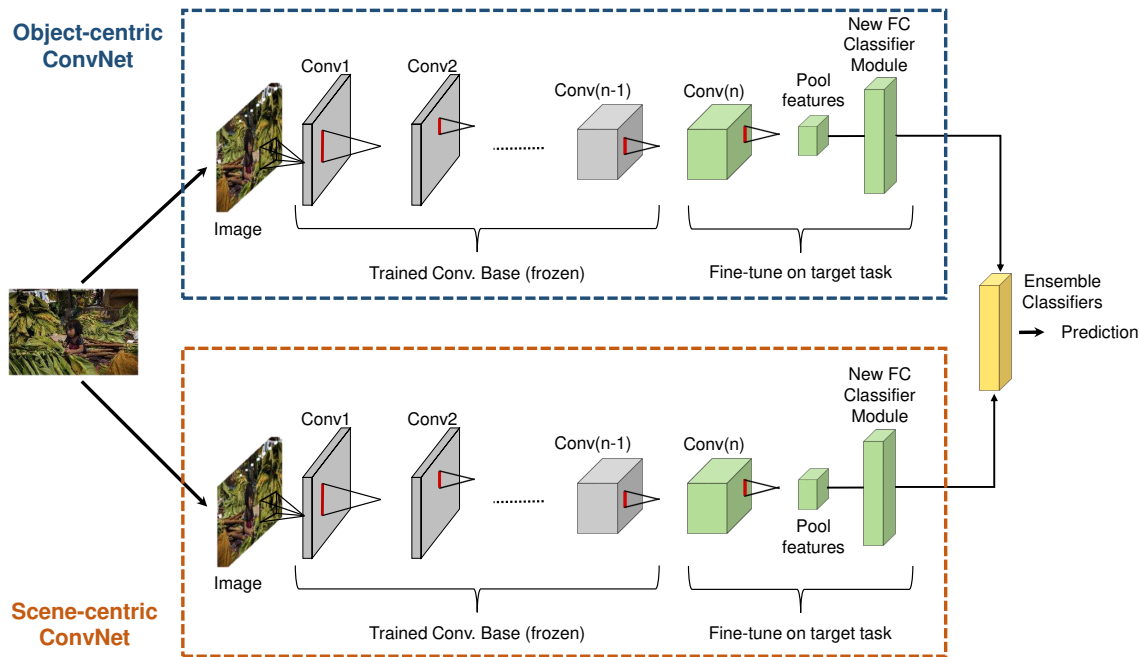 Object-centric
ConvNet
Conv1
Conv2
Conv(n-1)
Conv(n)
Pool
features
New FC
Classifier
Module
Image
Trained Conv. Base (frozen)
Fine-tune on target task
Ensemble
Classifiers
Prediction
Conv1
Conv2
Conv(n-1)
Conv(n)
New FC
Classifier
Module
Pool
features
Image
Trained Conv. Base (frozen)
Fine-tune on target task
Scene-centric
ConvNet